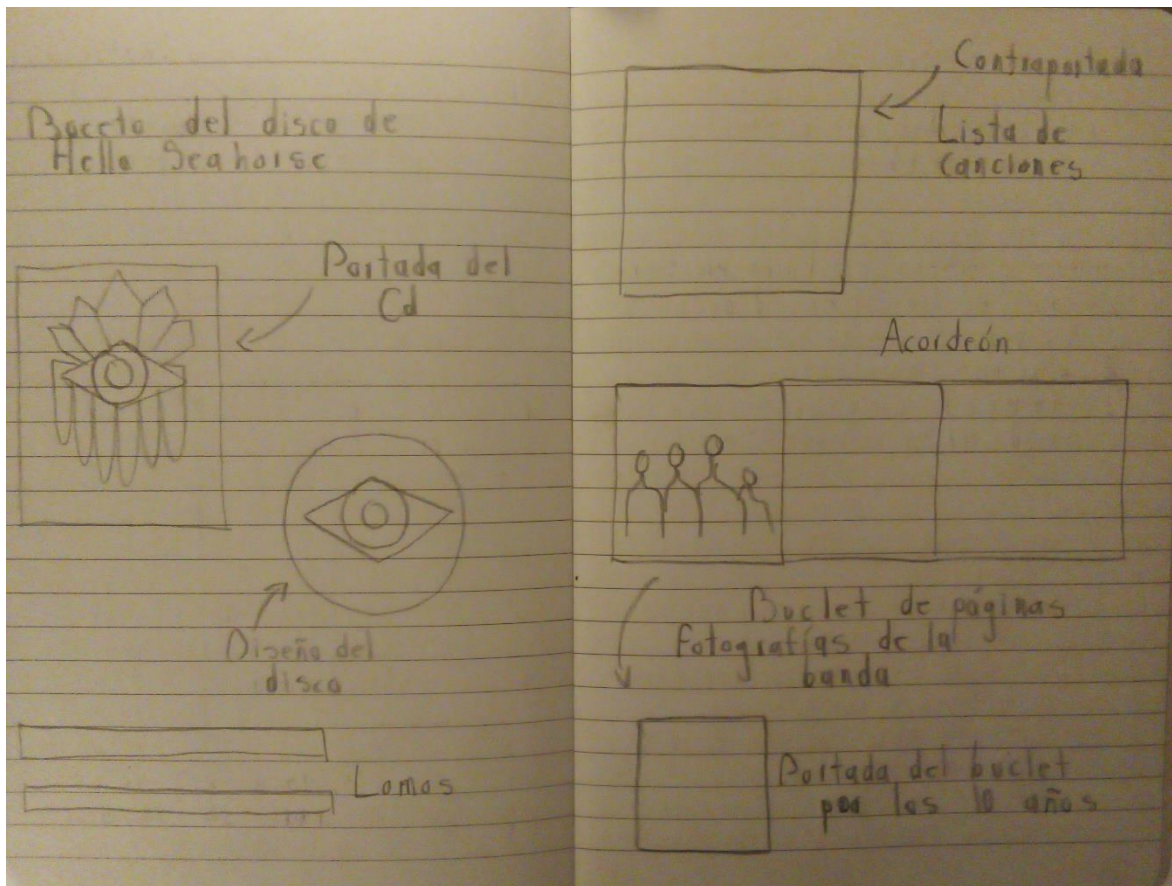 Boceto del disco de
Hello Seahorse
Portada del
Cd
Diseño del
disco
Lomos
Contraportada
Lista de
canciones
Acordeón
Buclet de páginas
Fotografías de la
banda
Portada del buclet
por los 10 años